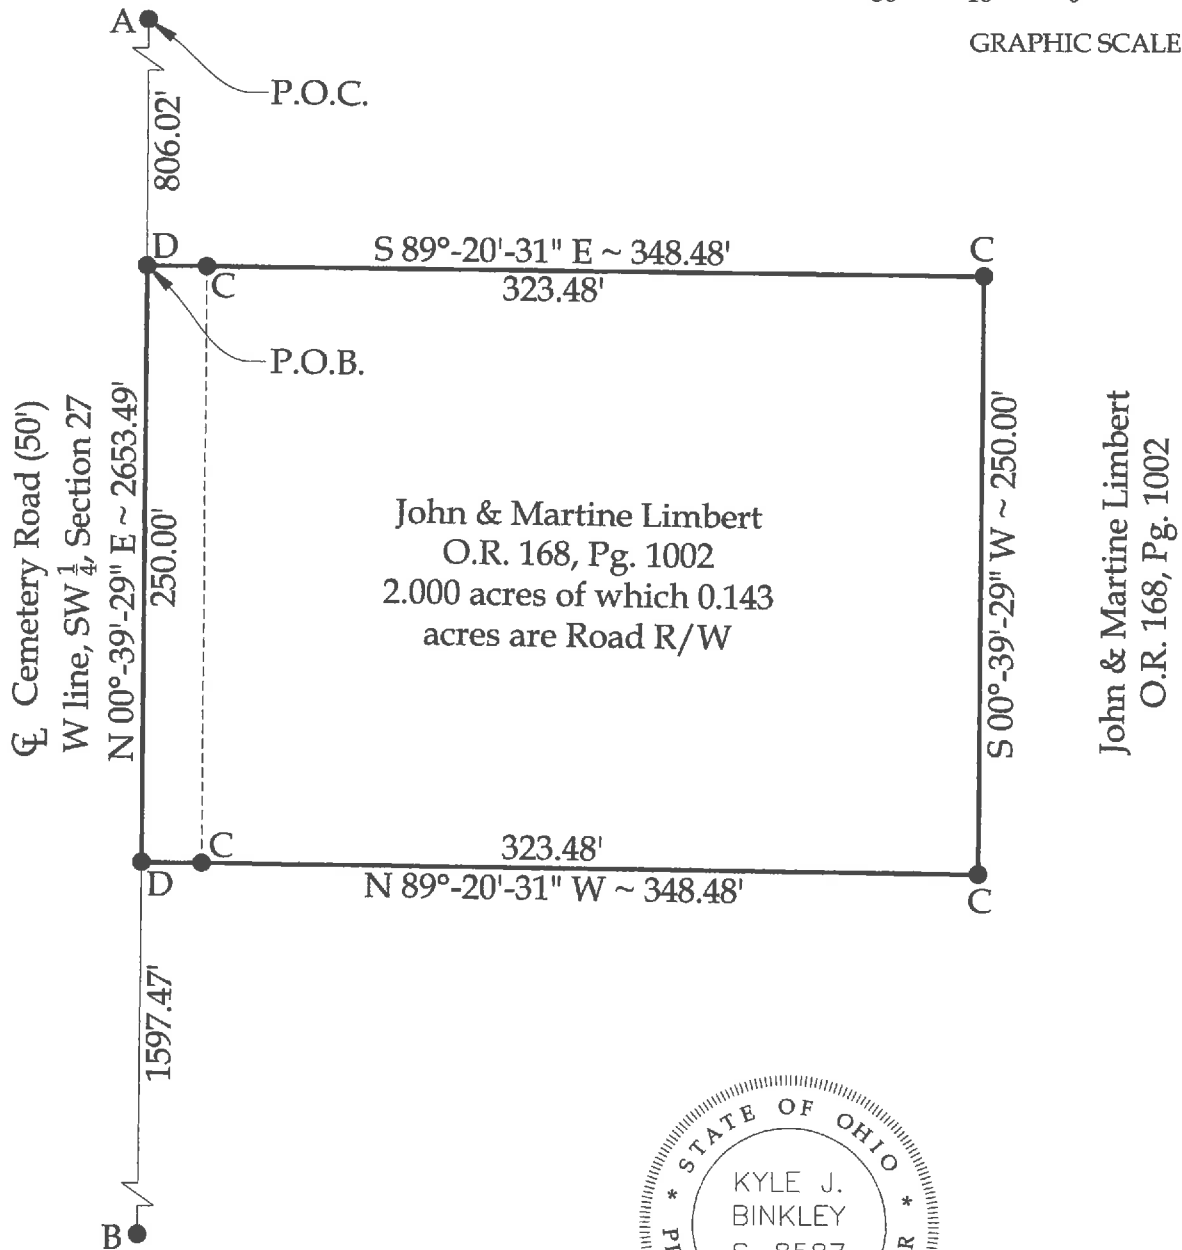 GRAPHIC SCALE
A
P.O.C.
806.02'
D
S 89°-20'-31" E ~ 348.48'
C
C
323.48'
P.O.B.
℄ Cemetery Road (50')
W line, SW 1/4, Section 27
N 00°-39'-29" E ~ 2653.49'
250.00'
John & Martine Limbert
O.R. 168, Pg. 1002
2.000 acres of which 0.143
acres are Road R/W
S 00°-39'-29" W ~ 250.00'
John & Martine Limbert
O.R. 168, Pg. 1002
C
323.48'
D
N 89°-20'-31" W ~ 348.48'
C
1597.47'
B
* STATE OF OHIO *
KYLE J.
BINKLEY